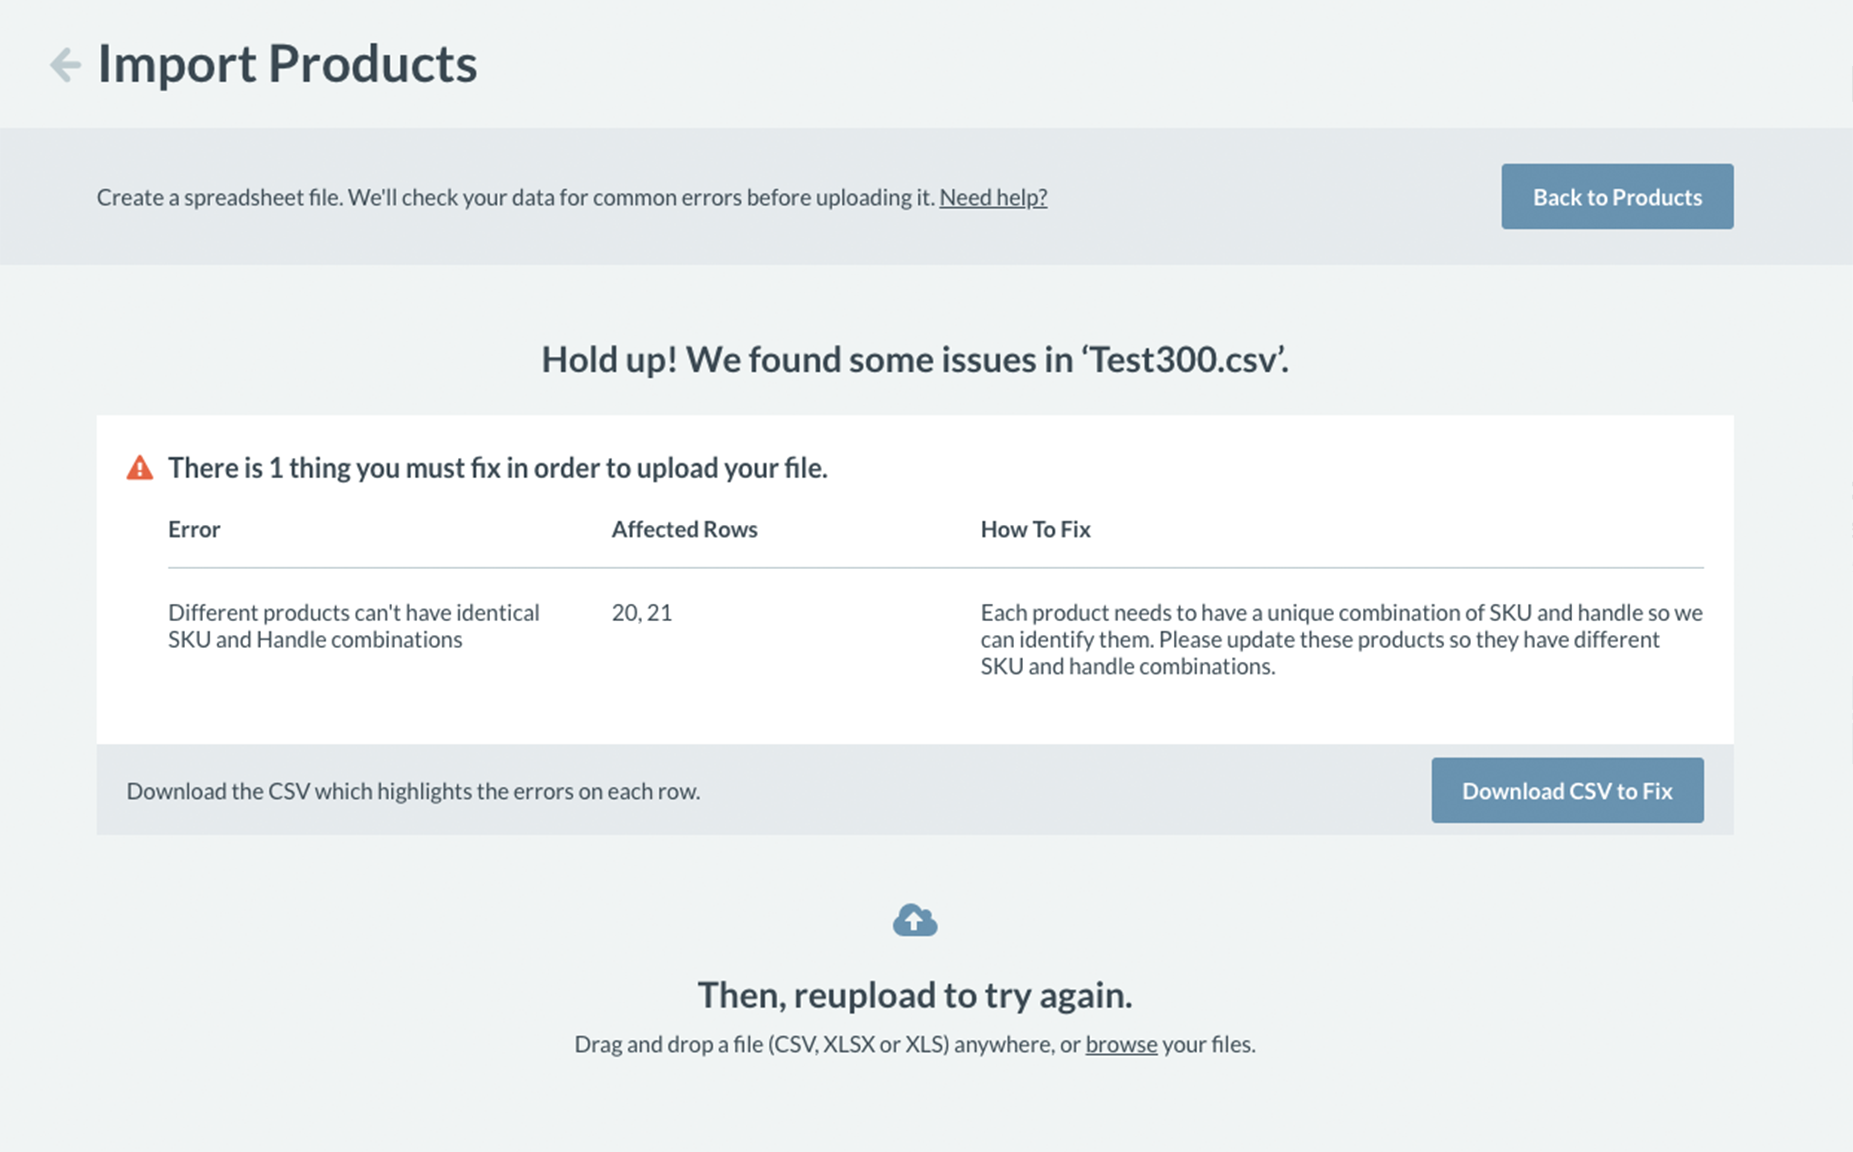 Import Products
Create a spreadsheet file. We'll check your data for common errors before uploading it. Need help?
Back to Products
Hold up! We found some issues in ‘Test300.csv’.
There is 1 thing you must fix in order to upload your file.
Error
Affected Rows
How To Fix
Different products can't have identical
SKU and Handle combinations
20, 21
Each product needs to have a unique combination of SKU and handle so we
can identify them. Please update these products so they have different
SKU and handle combinations.
Download the CSV which highlights the errors on each row.
Download CSV to Fix
Then, reupload to try again.
Drag and drop a file (CSV, XLSX or XLS) anywhere, or browse your files.